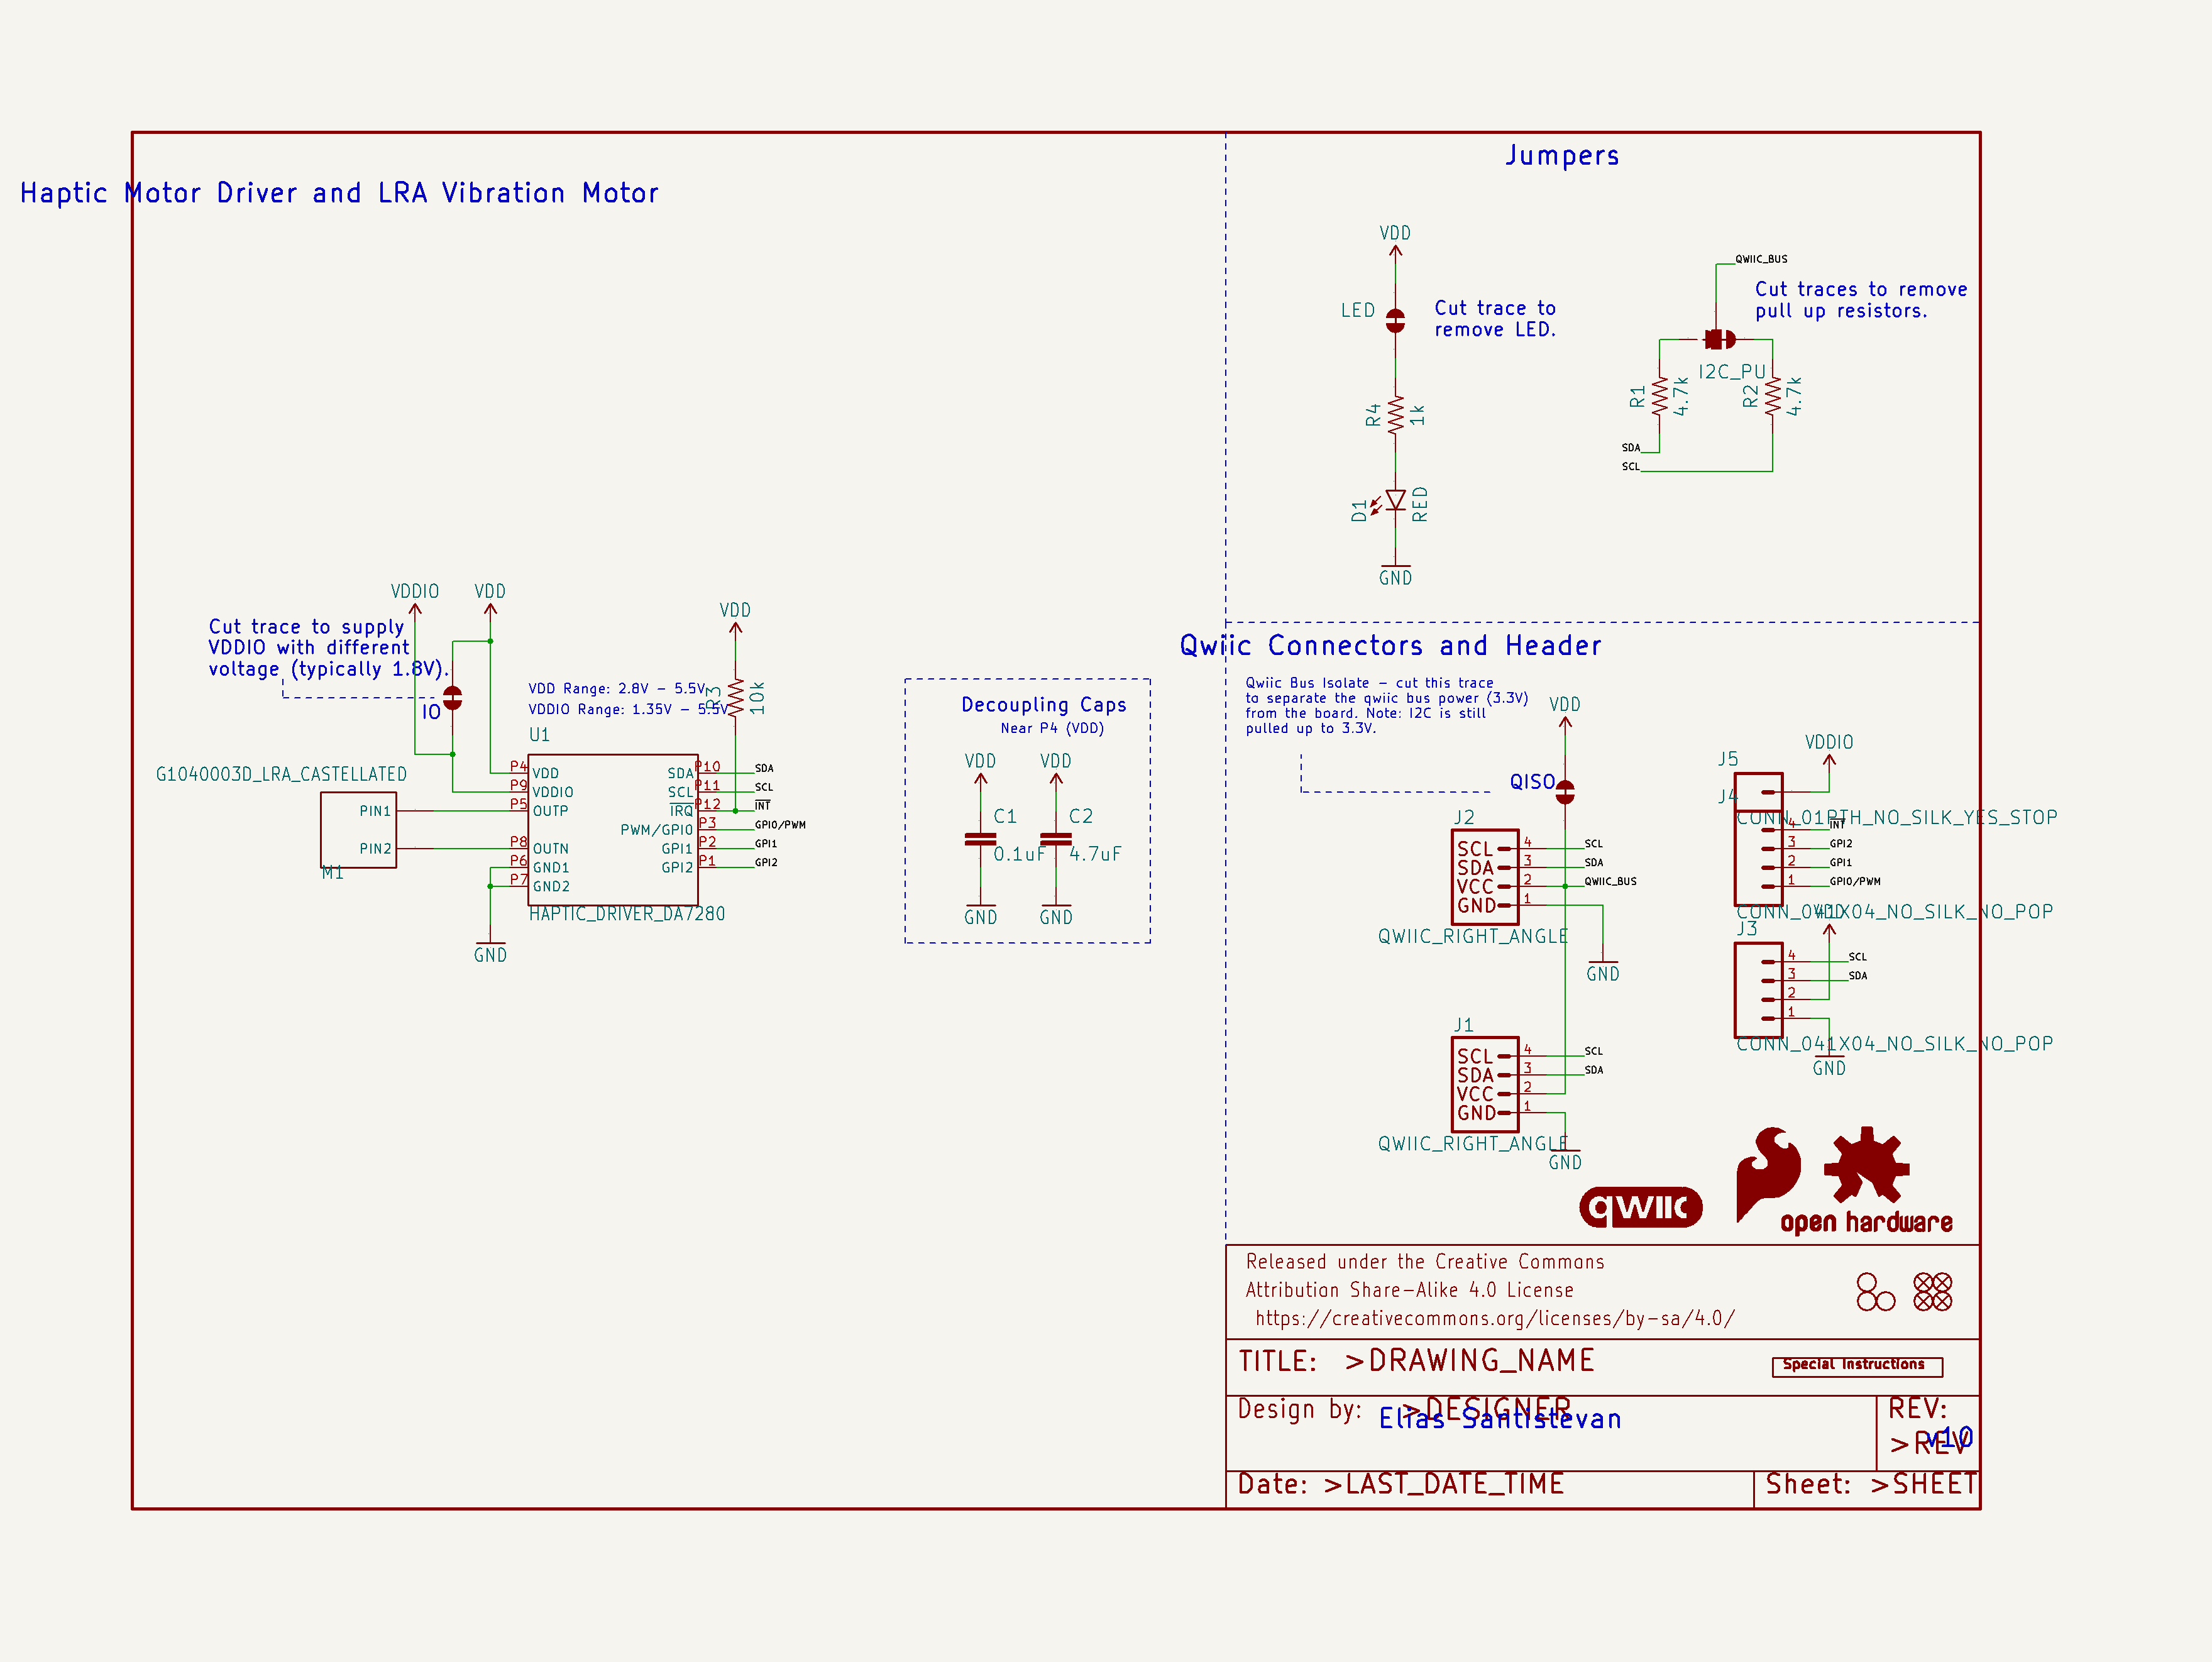 Haptic Motor Driver and LRA Vibration Motor
VDDIO
VDD
Cut trace to supply
VDDIO with different
voltage (typically 1.8V).
IO
VDD Range: 2.8V - 5.5V
VDDIO Range: 1.35V - 5.5V
VDD
R3
10k
U1
G1040003D_LRA_CASTELLATED
PIN1
PIN2
M1
P4 VDD
P9 VDDIO
P5 OUTP
P8 OUTN
P6 GND1
P7 GND2
SDA P10 SDA
SCL P11 SCL
IRQ P12 INT
PWM/GPI0 P3 GPI0/PWM
GPI1 P2 GPI1
GPI2 P1 GPI2
HAPTIC_DRIVER_DA7280
GND
Decoupling Caps
Near P4 (VDD)
VDD VDD
C1 C2
0.1uF 4.7uF
GND GND
Jumpers
VDD
LED
Cut trace to
remove LED.
R4
1k
D1
RED
GND
QWIIC_BUS
Cut traces to remove
pull up resistors.
I2C_PU
R1
4.7k
R2
4.7k
SDA
SCL
Qwiic Connectors and Header
Qwiic Bus Isolate - cut this trace
to separate the qwiic bus power (3.3V)
from the board. Note: I2C is still
pulled up to 3.3V.
VDD
QISO
J2
SCL 4 SCL
SDA 3 SDA
VCC 2 QWIIC_BUS
GND 1
QWIIC_RIGHT_ANGLE
GND
J1
SCL 4 SCL
SDA 3 SDA
VCC 2
GND 1
QWIIC_RIGHT_ANGLE
GND
VDDIO
J5
J4
CONN_01PTH_NO_SILK_YES_STOP
4 INT
3 GPI2
2 GPI1
1 GPI0/PWM
CONN_041X04_NO_SILK_NO_POP
VDD
J3
4 SCL
3 SDA
2
1
CONN_041X04_NO_SILK_NO_POP
GND
qwiic
open hardware
Released under the Creative Commons
Attribution Share-Alike 4.0 License
https://creativecommons.org/licenses/by-sa/4.0/
TITLE: >DRAWING_NAME
Special Instructions
Design by: >DESIGNER
Elias Santistevan
REV:
>REV
v10
Date: >LAST_DATE_TIME
Sheet: >SHEET